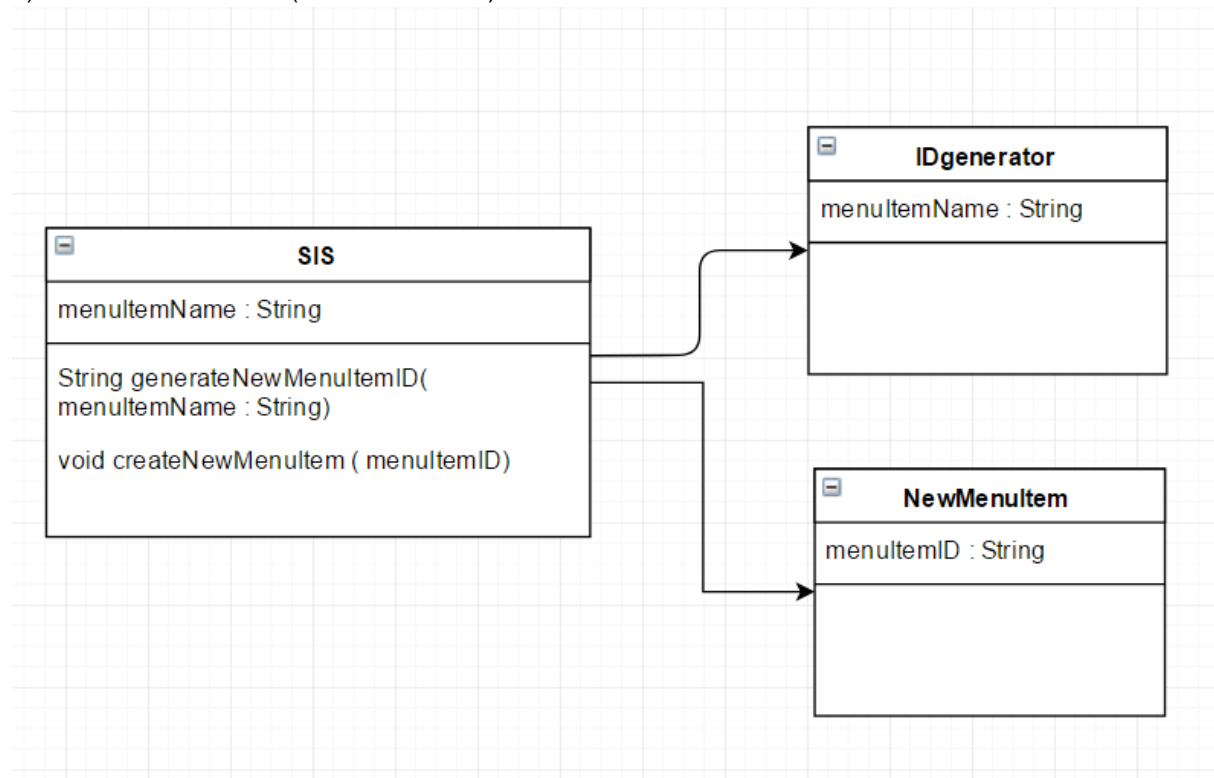 SIS
menuItemName : String
String generateNewMenuItemID(
menuItemName : String)
void createNewMenuItem ( menuItemID)
IDgenerator
menuItemName : String
NewMenuItem
menuItemID : String